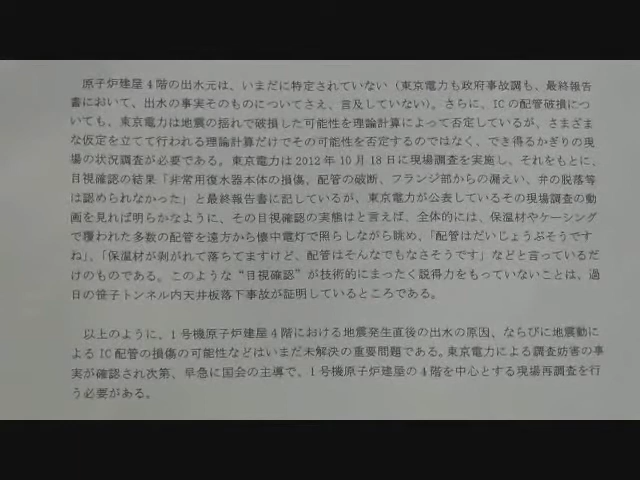 原子炉建屋４階の出水元は、いまだに特定されていない（東京電力も政府事故調も、最終報告
書において、出水の事実そのものについてさえ、言及していない）。さらに、ICの配管破損につ
いても、東京電力は地震の揺れで破損した可能性を理論計算によって否定しているが、さまざま
な仮定を立てて行われる理論計算だけでその可能性を否定するのではなく、でき得るかぎりの現
場の状況調査が必要である。東京電力は2012年10月18日に現場調査を実施し、それをもとに、
目視確認の結果「非常用復水器本体の損傷、配管の破断、フランジ部からの漏えい、弁の脱落等
は認められなかった」と最終報告書に記しているが、東京電力が公表しているその現場調査の動
画を見れば明らかなように、その目視確認の実態はと言えば、全体的には、保温材やケーシング
で覆われた多数の配管を遠方から懐中電灯で照らしながら眺め、「配管はだいじょうぶそうです
ね」、「保温材が剥がれて落ちてますけど、配管はそんなでもなさそうです」などと言っているだ
けのものである。このような“目視確認”が技術的にまったく説得力をもっていないことは、過
日の笹子トンネル内天井板落下事故が証明しているところである。
以上のように、１号機原子炉建屋４階における地震発生直後の出水の原因、ならびに地震動に
よるIC配管の損傷の可能性などはいまだ未解決の重要問題である。東京電力による調査妨害の事
実が確認され次第、早急に国会の主導で、１号機原子炉建屋の４階を中心とする現場再調査を行
う必要がある。